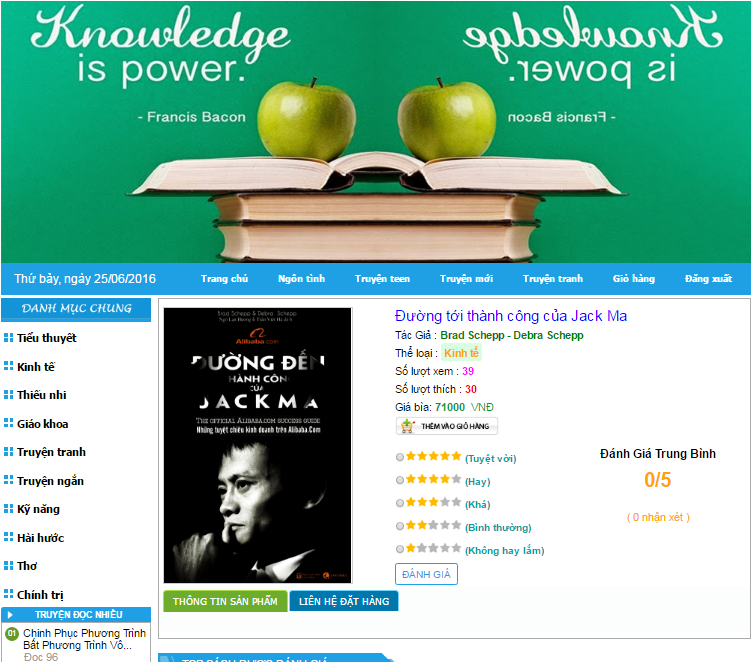 Knowledge
is power.
- Francis Bacon
Knowledge
is power.
- Francis Bacon
Thứ bảy, ngày 25/06/2016
Trang chủ Ngôn tình Truyện teen Truyện mới Truyện tranh Giỏ hàng Đăng xuất
DANH MỤC CHUNG
Tiểu thuyết
Kinh tế
Thiếu nhi
Giáo khoa
Truyện tranh
Truyện ngắn
Kỹ năng
Hài hước
Thơ
Chính trị
TRUYỆN ĐỌC NHIỀU
01 Chinh Phục Phương Trình
Bất Phương Trình Vô...
Đọc 96
Brad Schepp & Debra Schepp
Alibaba.com
ĐƯỜNG ĐẾN
THÀNH CÔNG
CỦA
JACK MA
THE OFFICIAL ALIBABA.COM SUCCESS GUIDE
Những tuyệt chiêu kinh doanh trên Alibaba.Com
Đường tới thành công của Jack Ma
Tác Giả : Brad Schepp - Debra Schepp
Thể loại : Kinh tế
Số lượt xem : 39
Số lượt thích : 30
Giá bìa: 71000 VNĐ
THÊM VÀO GIỎ HÀNG
(Tuyệt vời)
(Hay)
(Khá)
(Bình thường)
(Không hay lắm)
ĐÁNH GIÁ
Đánh Giá Trung Bình
0/5
( 0 nhận xét )
THÔNG TIN SẢN PHẨM LIÊN HỆ ĐẶT HÀNG